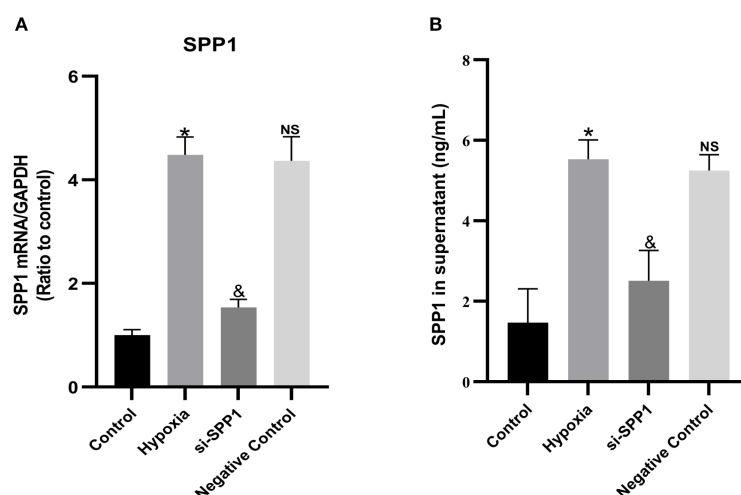 A
SPP1
SPP1 mRNA/GAPDH
(Ratio to control)
6
4
2
0
*
&
NS
Control
Hypoxia
si-SPP1
Negative Control
B
SPP1 in supernatant (ng/mL)
8
6
4
2
0
*
&
NS
Control
Hypoxia
si-SPP1
Negative Control